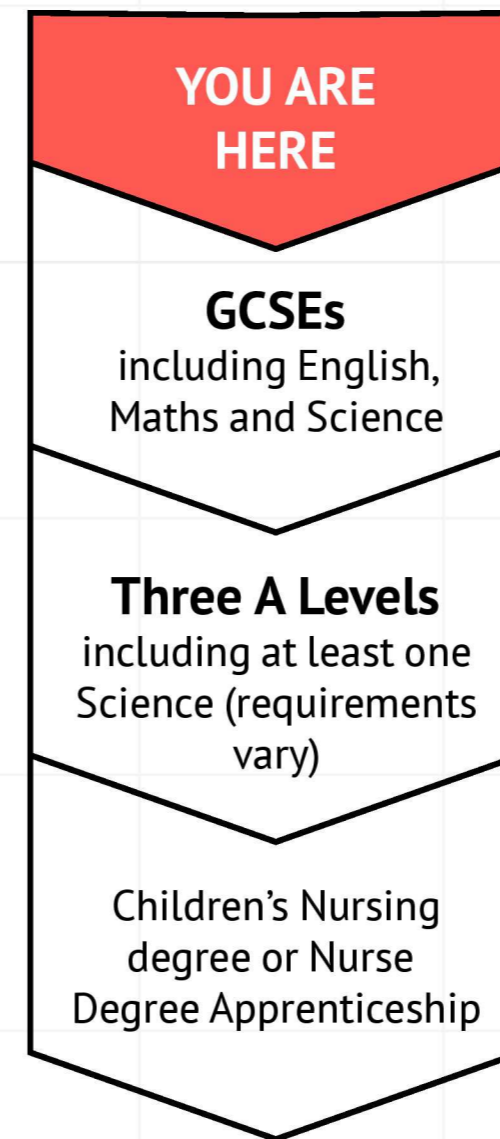 YOU ARE
HERE
GCSEs
including English,
Maths and Science
Three A Levels
including at least one
Science (requirements
vary)
Children’s Nursing
degree or Nurse
Degree Apprenticeship